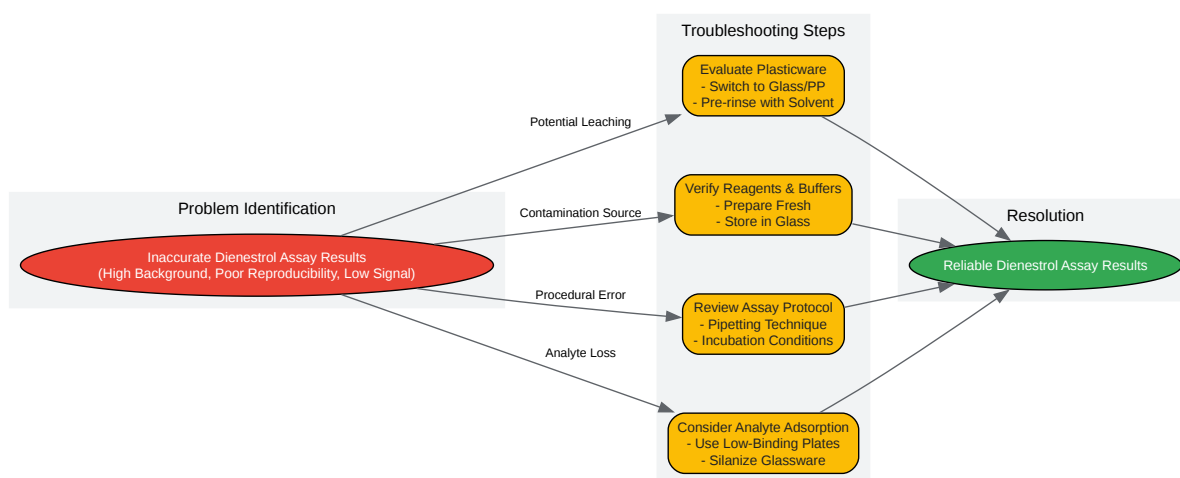 Problem Identification
Inaccurate Dienestrol Assay Results
(High Background, Poor Reproducibility, Low Signal)
Potential Leaching
Contamination Source
Procedural Error
Analyte Loss
Troubleshooting Steps
Evaluate Plasticware
- Switch to Glass/PP
- Pre-rinse with Solvent
Verify Reagents & Buffers
- Prepare Fresh
- Store in Glass
Review Assay Protocol
- Pipetting Technique
- Incubation Conditions
Consider Analyte Adsorption
- Use Low-Binding Plates
- Silanize Glassware
Resolution
Reliable Dienestrol Assay Results